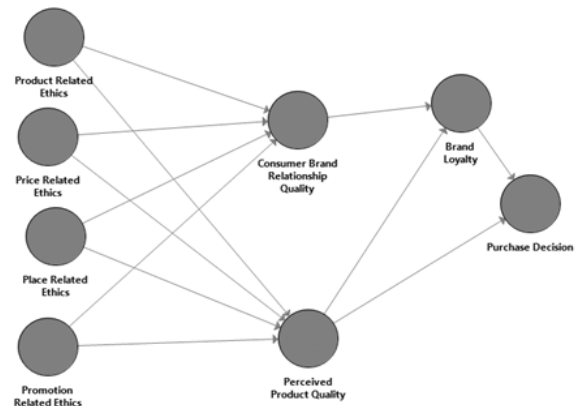 Product Related
Ethics
Price Related
Ethics
Place Related
Ethics
Promotion
Related Ethics
Consumer Brand
Relationship
Quality
Perceived
Product Quality
Brand
Loyalty
Purchase Decision